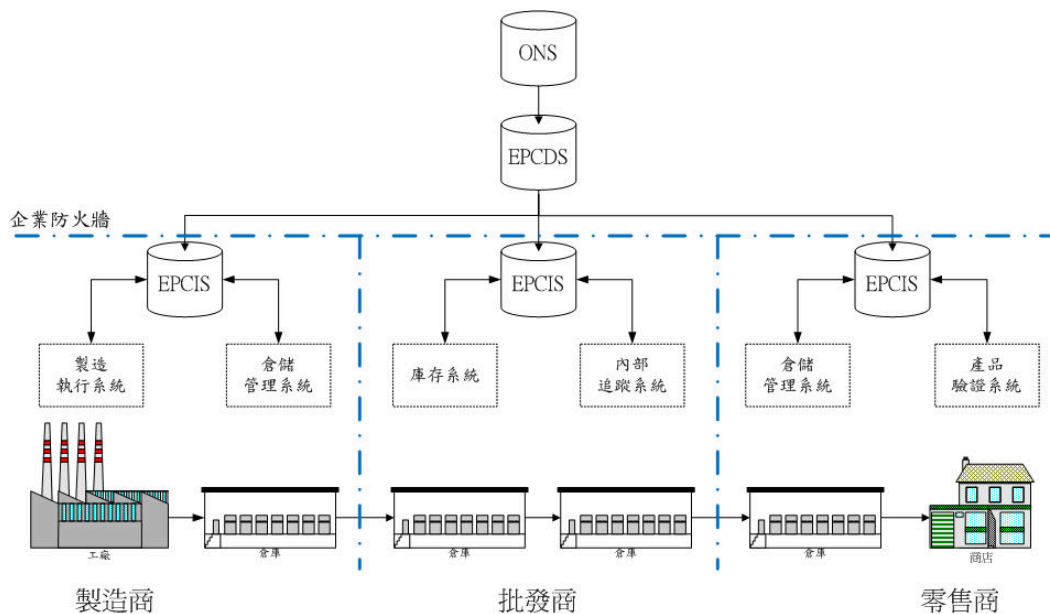 ONS
EPCDS
企業防火牆
EPCIS
EPCIS
EPCIS
製造
執行系統
倉儲
管理系統
庫存系統
內部
追蹤系統
倉儲
管理系統
產品
驗證系統
工廠
倉庫
倉庫
倉庫
倉庫
商店
製造商
批發商
零售商